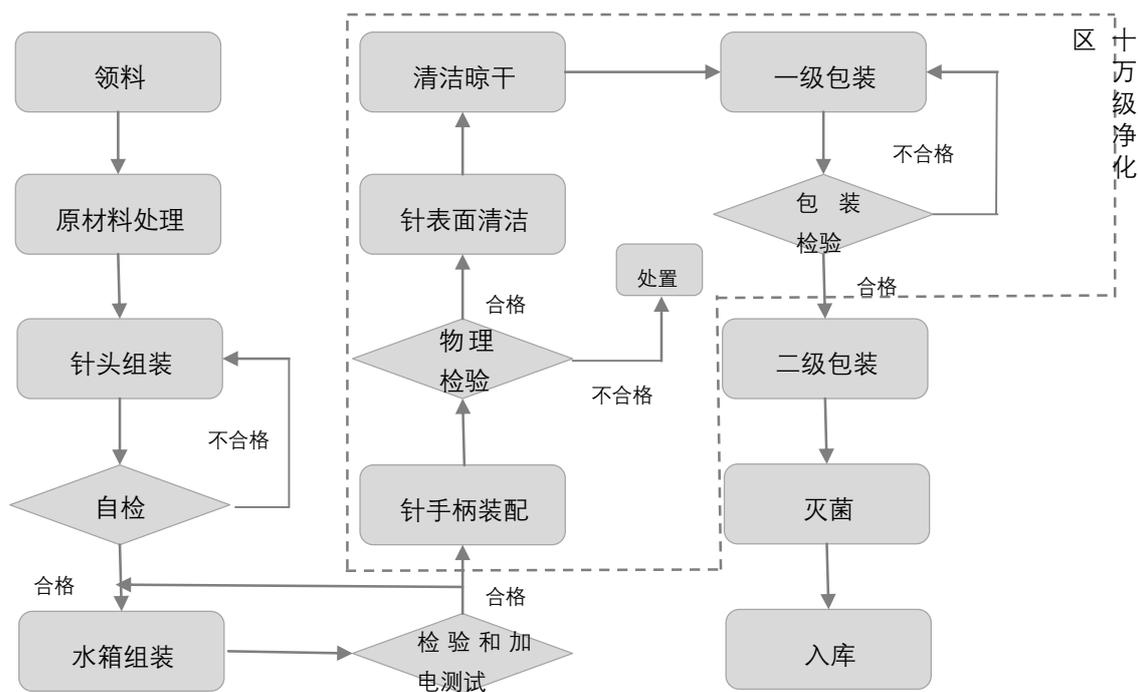 领料
原材料处理
针头组装
不合格
自检
合格
水箱组装
检验和加
电测试
合格
针手柄装配
物理
检验
不合格
处置
合格
针表面清洁
清洁晾干
一级包装
不合格
包 装
检验
合格
二级包装
灭菌
入库
十万级净化
区